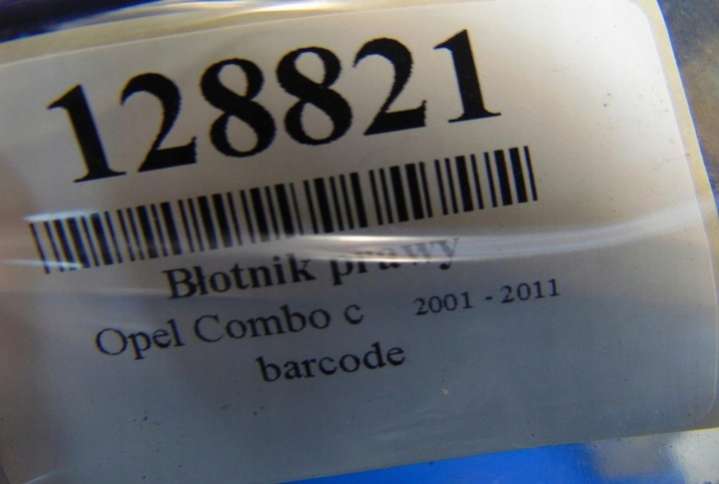 128821
Błotnik prawy
Opel Combo c 2001 - 2011
barcode